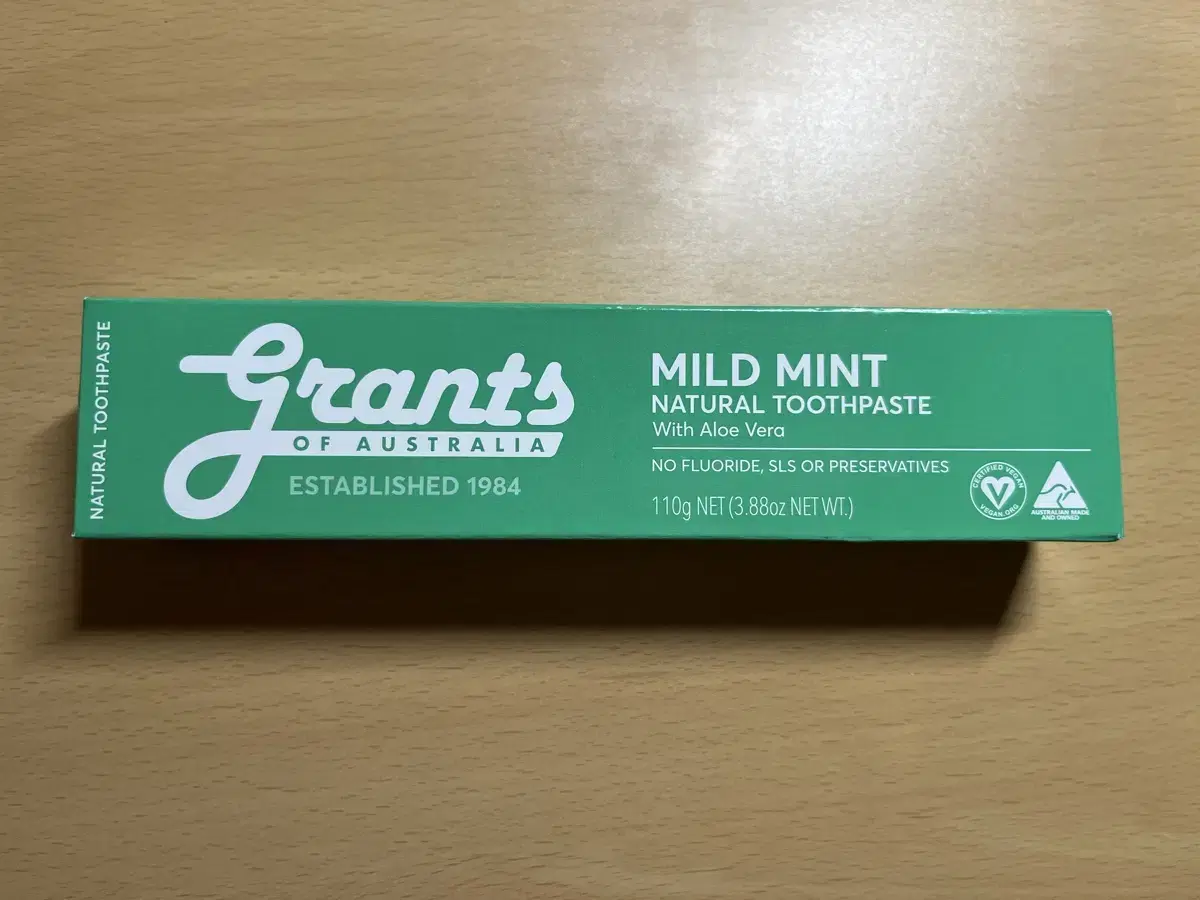 NATURAL TOOTHPASTE
Grants
OF AUSTRALIA
ESTABLISHED 1984
MILD MINT
NATURAL TOOTHPASTE
With Aloe Vera
NO FLUORIDE, SLS OR PRESERVATIVES
110g NET (3.88oz NET WT.)
CERTIFIED VEGAN
VEGAN.ORG
AUSTRALIAN MADE
AND OWNED